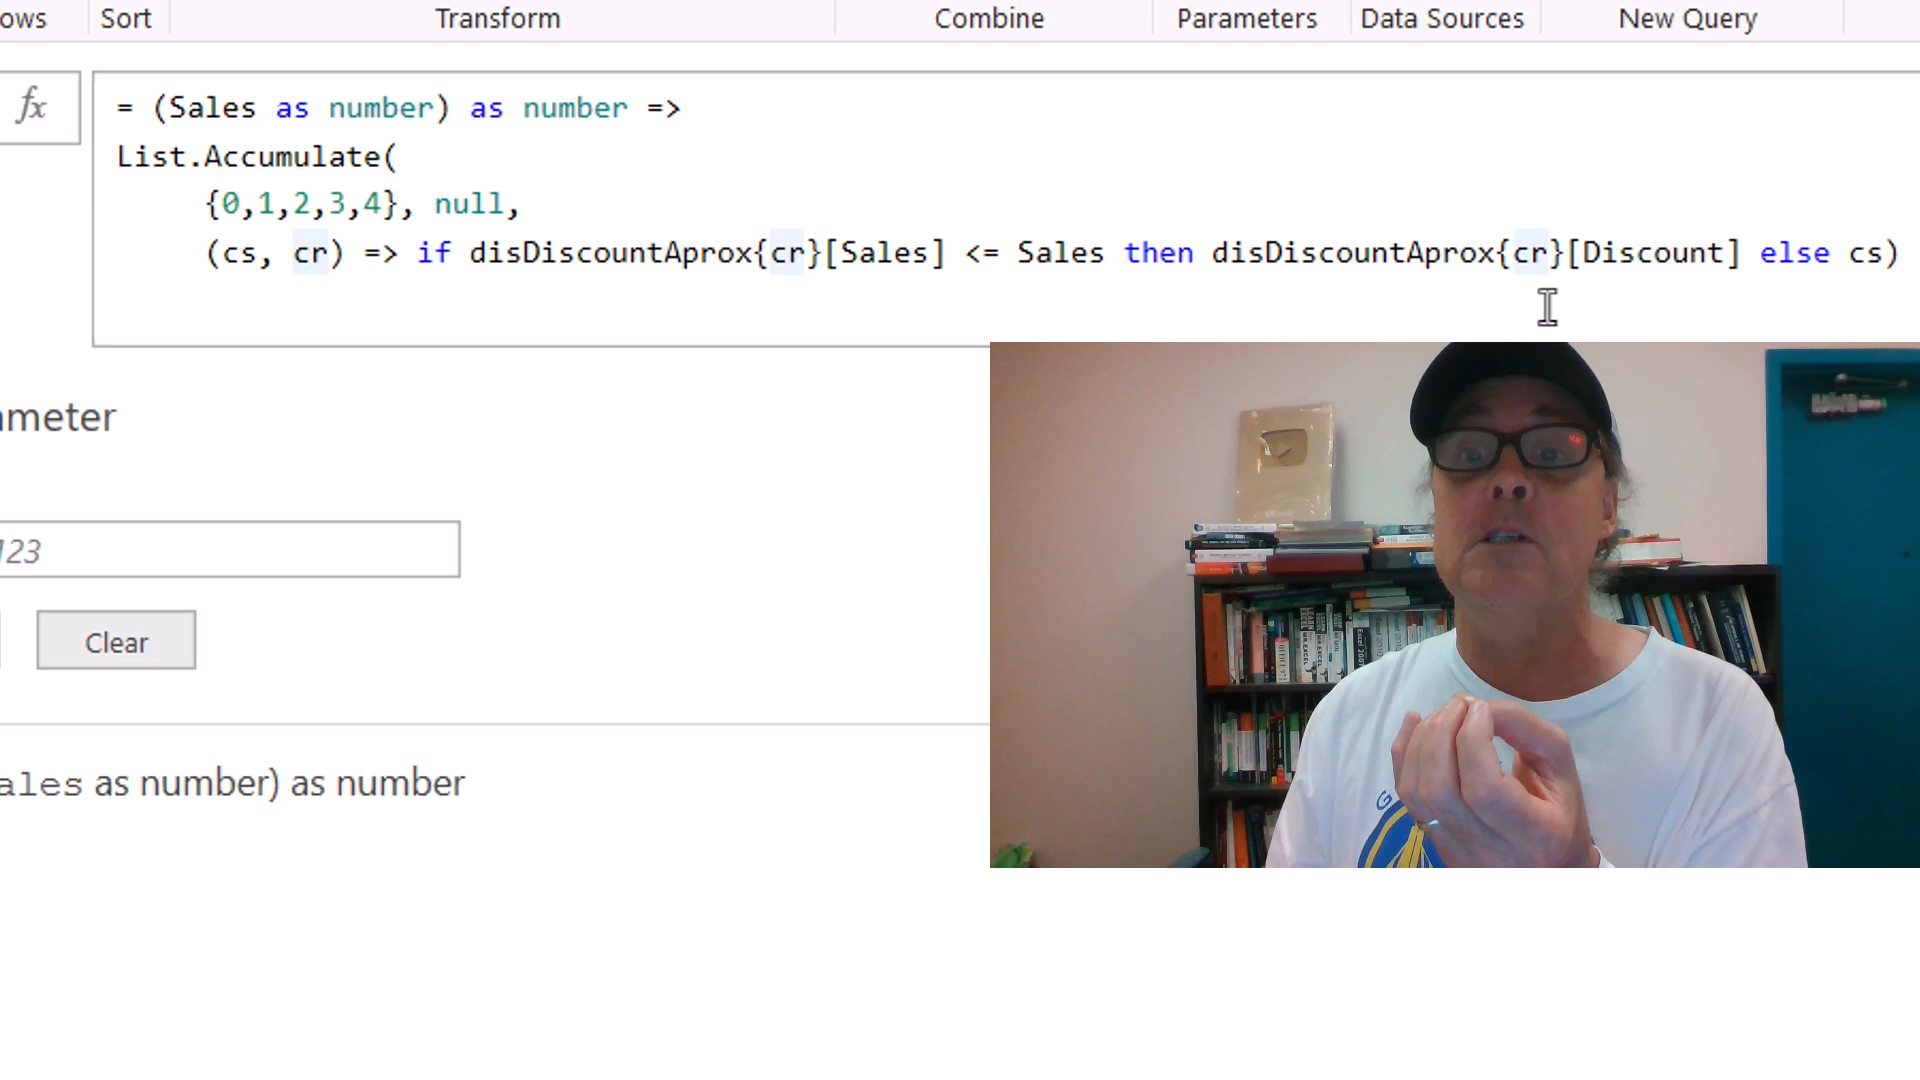 ows Sort Transform Combine Parameters Data Sources New Query
fx
= (Sales as number) as number =>
List.Accumulate(
{0,1,2,3,4}, null,
(cs, cr) => if disDiscountAprox{cr}[Sales] <= Sales then disDiscountAprox{cr}[Discount] else cs)
ameter
123
Clear
ales as number) as number
G